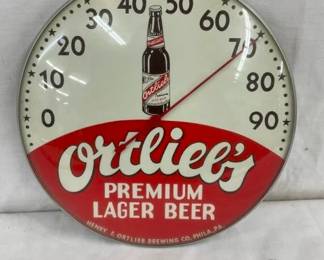 40 50
30 60
20 70
10 80
0 90
Ortlieb's
Ortlieb's
PREMIUM
LAGER BEER
HENRY F. ORTLIEB BREWING CO. PHILA., PA.